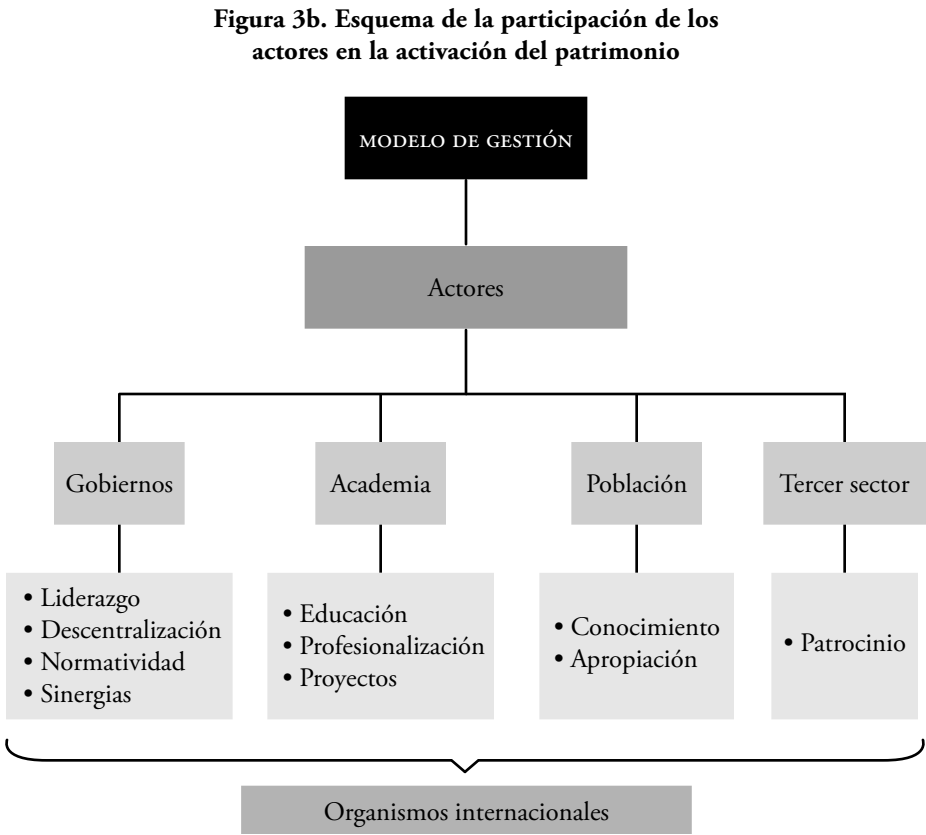 Figura 3b. Esquema de la participación de los
actores en la activación del patrimonio
MODELO DE GESTIÓN
Actores
Gobiernos
Academia
Población
Tercer sector
• Liderazgo
• Descentralización
• Normatividad
• Sinergias
• Educación
• Profesionalización
• Proyectos
• Conocimiento
• Apropiación
• Patrocinio
Organismos internacionales